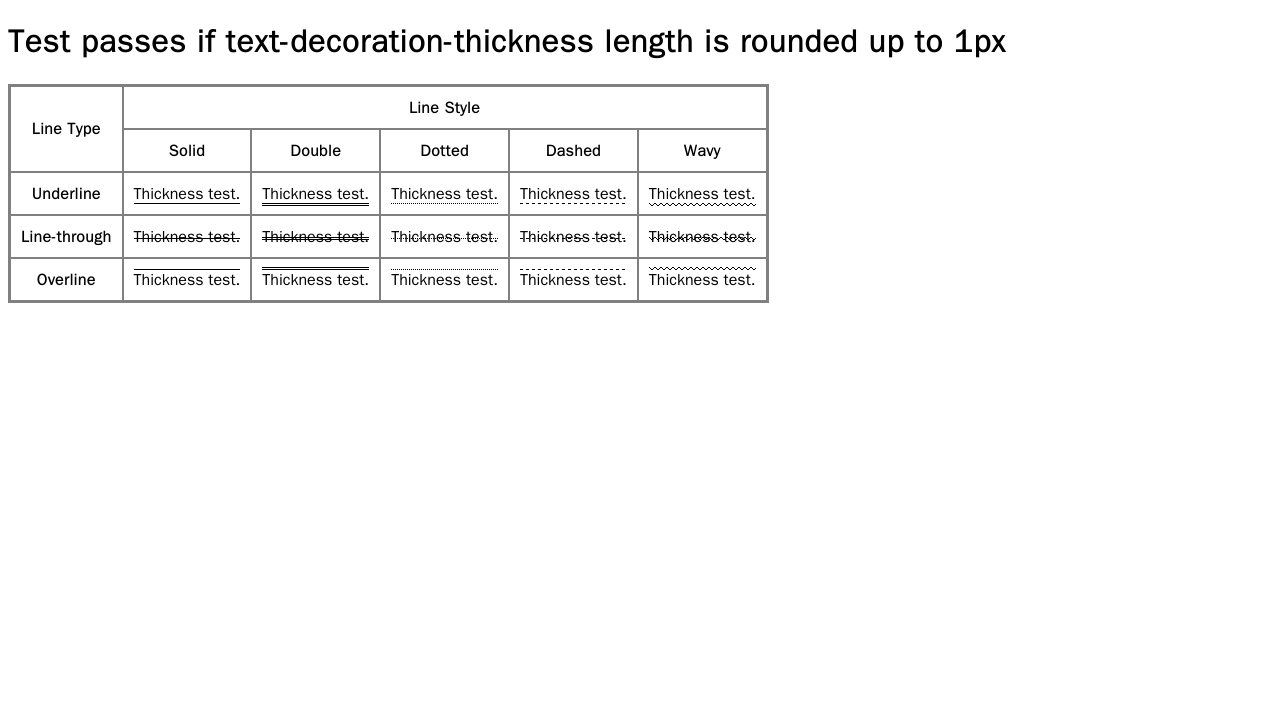 Test passes if text-decoration-thickness length is rounded up to 1px
Line Type
Line Style
Solid Double Dotted Dashed Wavy
Underline Thickness test. Thickness test. Thickness test. Thickness test. Thickness test.
Line-through Thickness test. Thickness test. Thickness test. Thickness test. Thickness test.
Overline Thickness test. Thickness test. Thickness test. Thickness test. Thickness test.